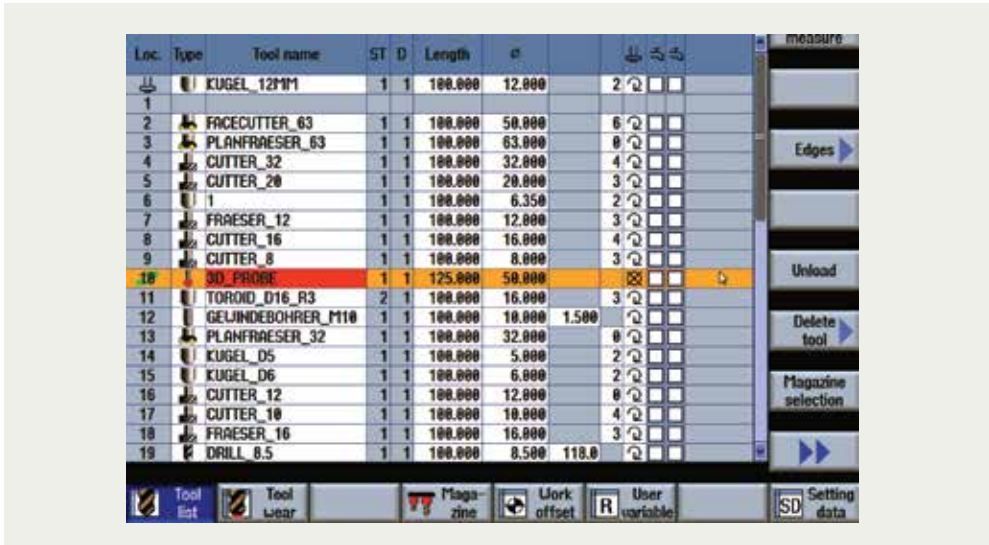 measure
Loc. Type Tool name ST D Length ø
KUGEL_12MM 1 1 100.000 12.000 2
1
2 FACECUTTER_63 1 1 100.000 50.000 6
3 PLANFRAESER_63 1 1 100.000 63.000 0
4 CUTTER_32 1 1 100.000 32.000 4
5 CUTTER_20 1 1 100.000 20.000 3
6 1 1 1 100.000 6.350 2
7 FRAESER_12 1 1 100.000 12.000 3
8 CUTTER_16 1 1 100.000 16.000 4
9 CUTTER_8 1 1 100.000 8.000 3
10 3D_PROBE 1 1 125.000 50.000
11 TOROID_D16_R3 2 1 100.000 16.000 3
12 GEWINDEBOHRER_M10 1 1 100.000 10.000 1.500
13 PLANFRAESER_32 1 1 100.000 32.000 0
14 KUGEL_D5 1 1 100.000 5.000 2
15 KUGEL_D6 1 1 100.000 6.000 2
16 CUTTER_12 1 1 100.000 12.000 0
17 CUTTER_10 1 1 100.000 10.000 4
18 FRAESER_16 1 1 100.000 16.000 3
19 DRILL_8.5 1 1 100.000 8.500 118.0
Edges
Unload
Delete
tool
Magazine
selection
Tool
list
Tool
wear
Maga-
zine
Work
offset
R User
variable
SD Setting
data